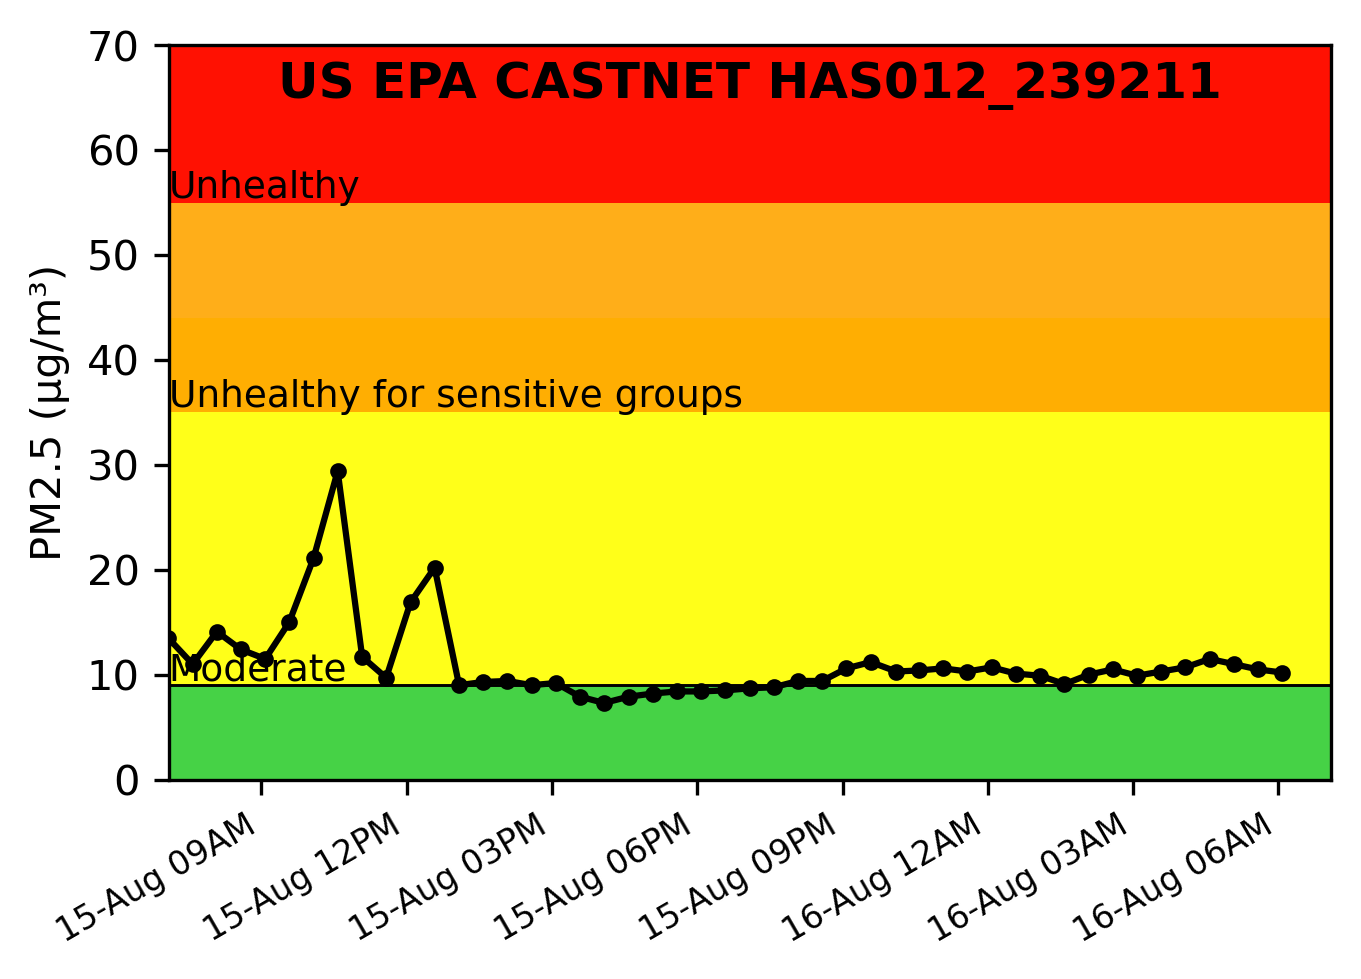 US EPA CASTNET HAS012_239211
PM2.5 (µg/m³)
70
60
50
40
30
20
10
0
Unhealthy
Unhealthy for sensitive groups
Moderate
15-Aug 09AM
15-Aug 12PM
15-Aug 03PM
15-Aug 06PM
15-Aug 09PM
16-Aug 12AM
16-Aug 03AM
16-Aug 06AM